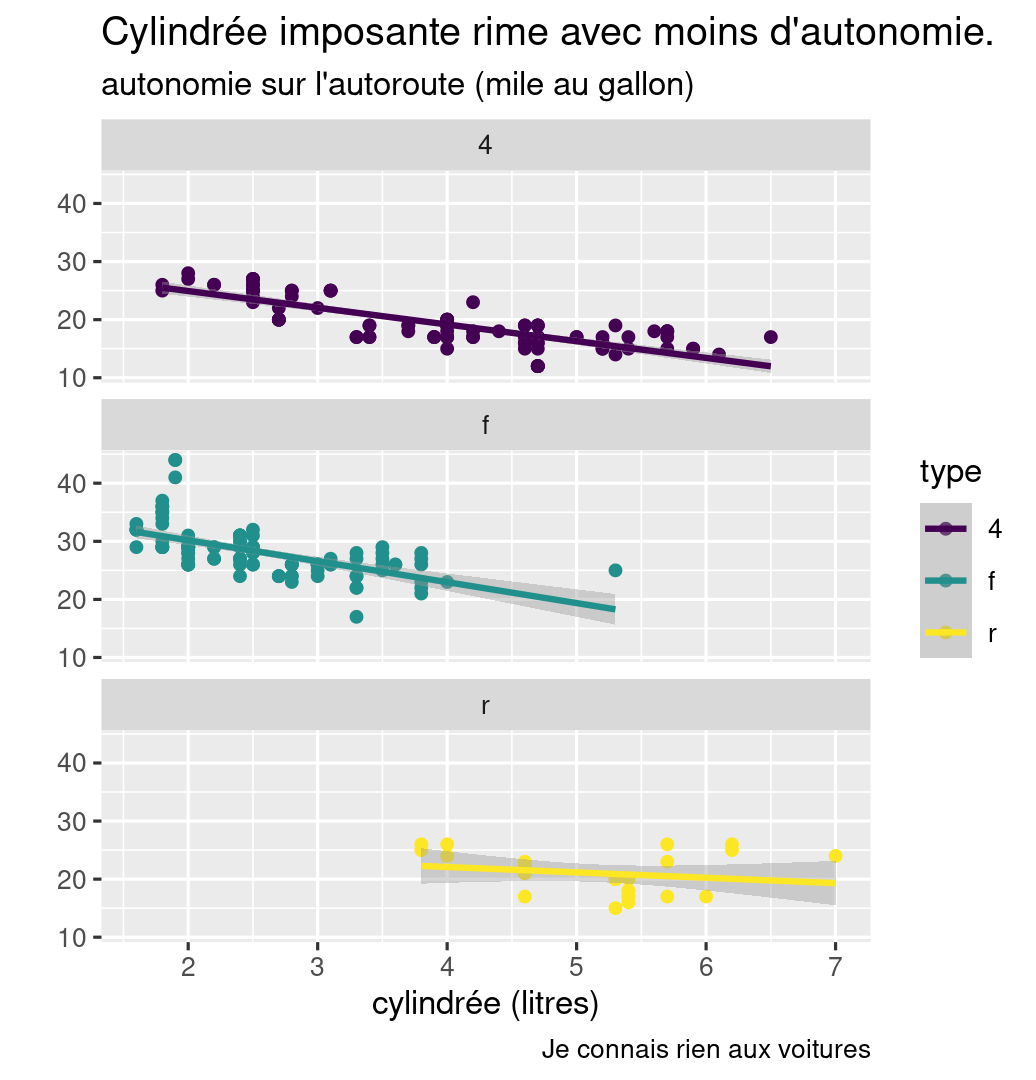 Cylindrée imposante rime avec moins d'autonomie.
autonomie sur l'autoroute (mile au gallon)
4
40
30
20
10
f
40
30
20
10
type
4
f
r
r
40
30
20
10
2 3 4 5 6 7
cylindrée (litres)
Je connais rien aux voitures